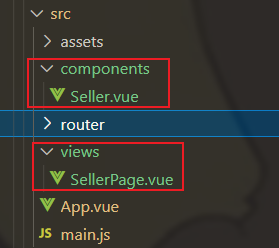 src
assets
components
Seller.vue
router
views
SellerPage.vue
App.vue
JS main.js